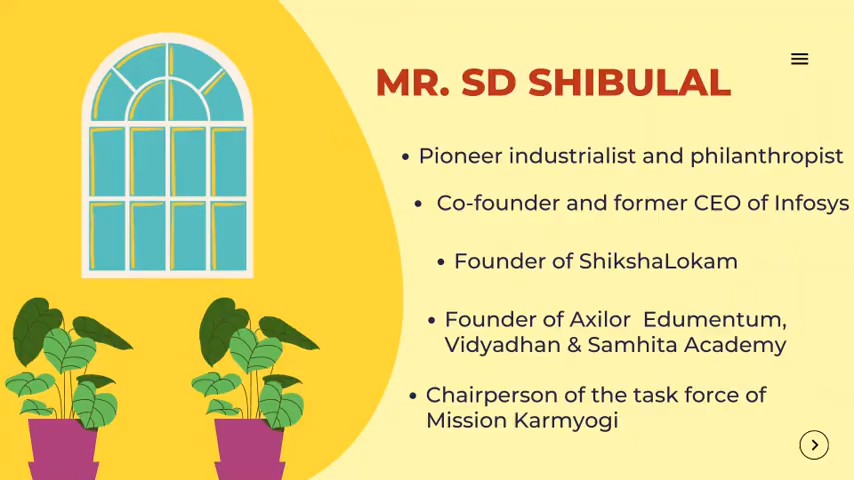 MR. SD SHIBULAL
• Pioneer industrialist and philanthropist
• Co-founder and former CEO of Infosys
• Founder of ShikshaLokam
• Founder of Axilor Edumentum,
Vidyadhan & Samhita Academy
• Chairperson of the task force of
Mission Karmyogi